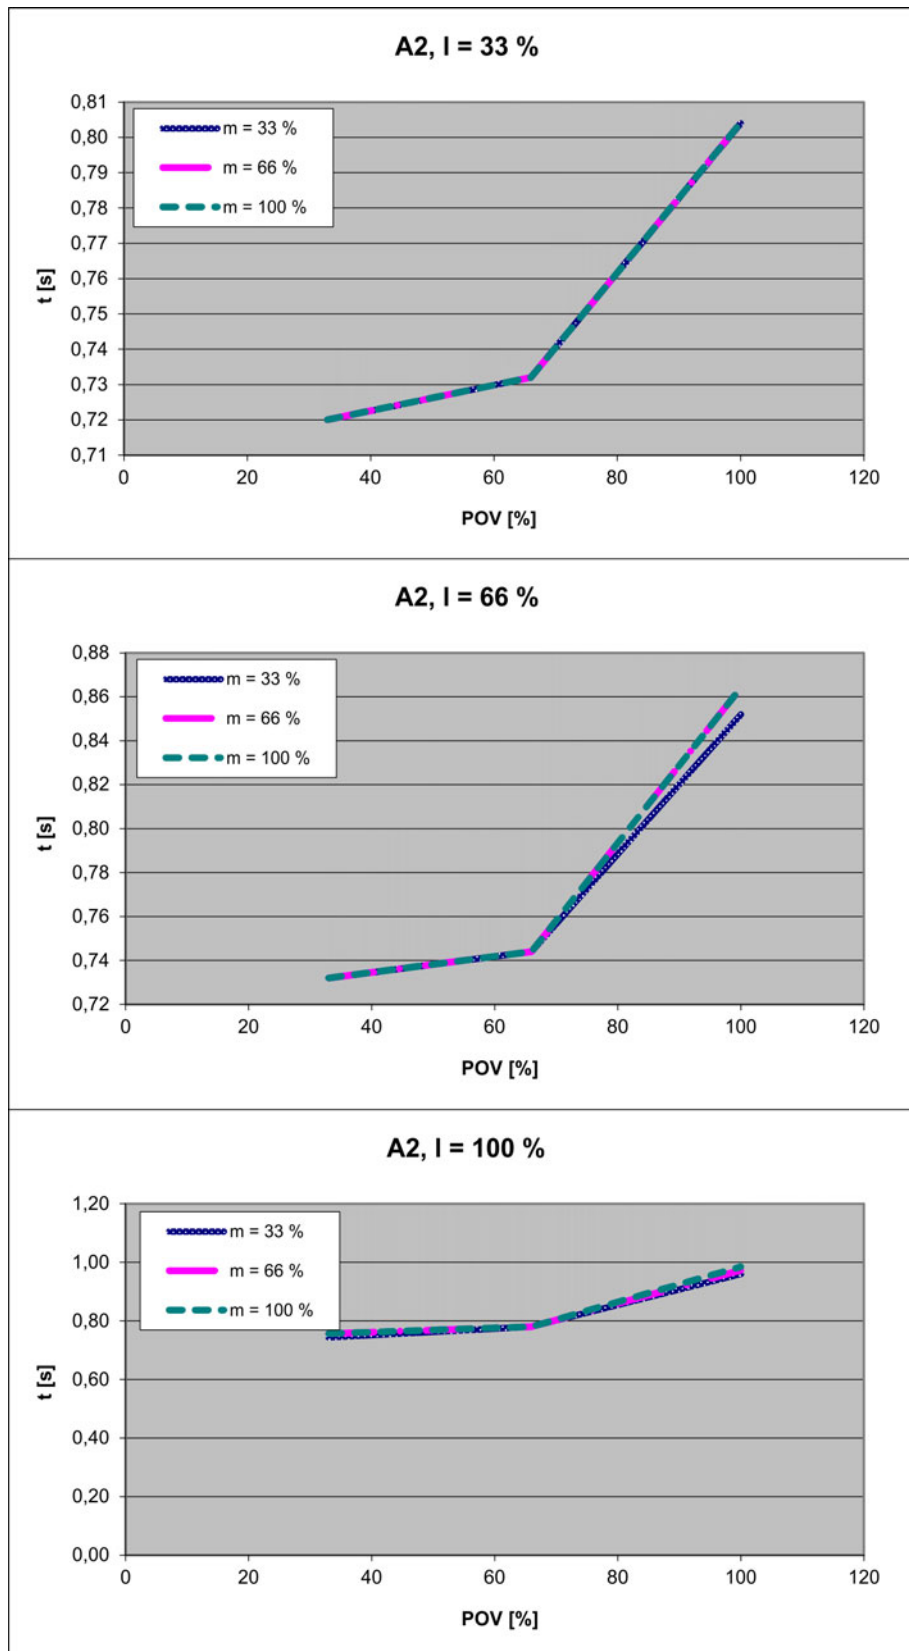 A2, l = 33 %
0,81
0,80
0,79
0,78
0,77
0,76
0,75
0,74
0,73
0,72
0,71
t [s]
m = 33 %
m = 66 %
m = 100 %
0 20 40 60 80 100 120
POV [%]
A2, l = 66 %
0,88
0,86
0,84
0,82
0,80
0,78
0,76
0,74
0,72
t [s]
m = 33 %
m = 66 %
m = 100 %
0 20 40 60 80 100 120
POV [%]
A2, l = 100 %
1,20
1,00
0,80
0,60
0,40
0,20
0,00
t [s]
m = 33 %
m = 66 %
m = 100 %
0 20 40 60 80 100 120
POV [%]